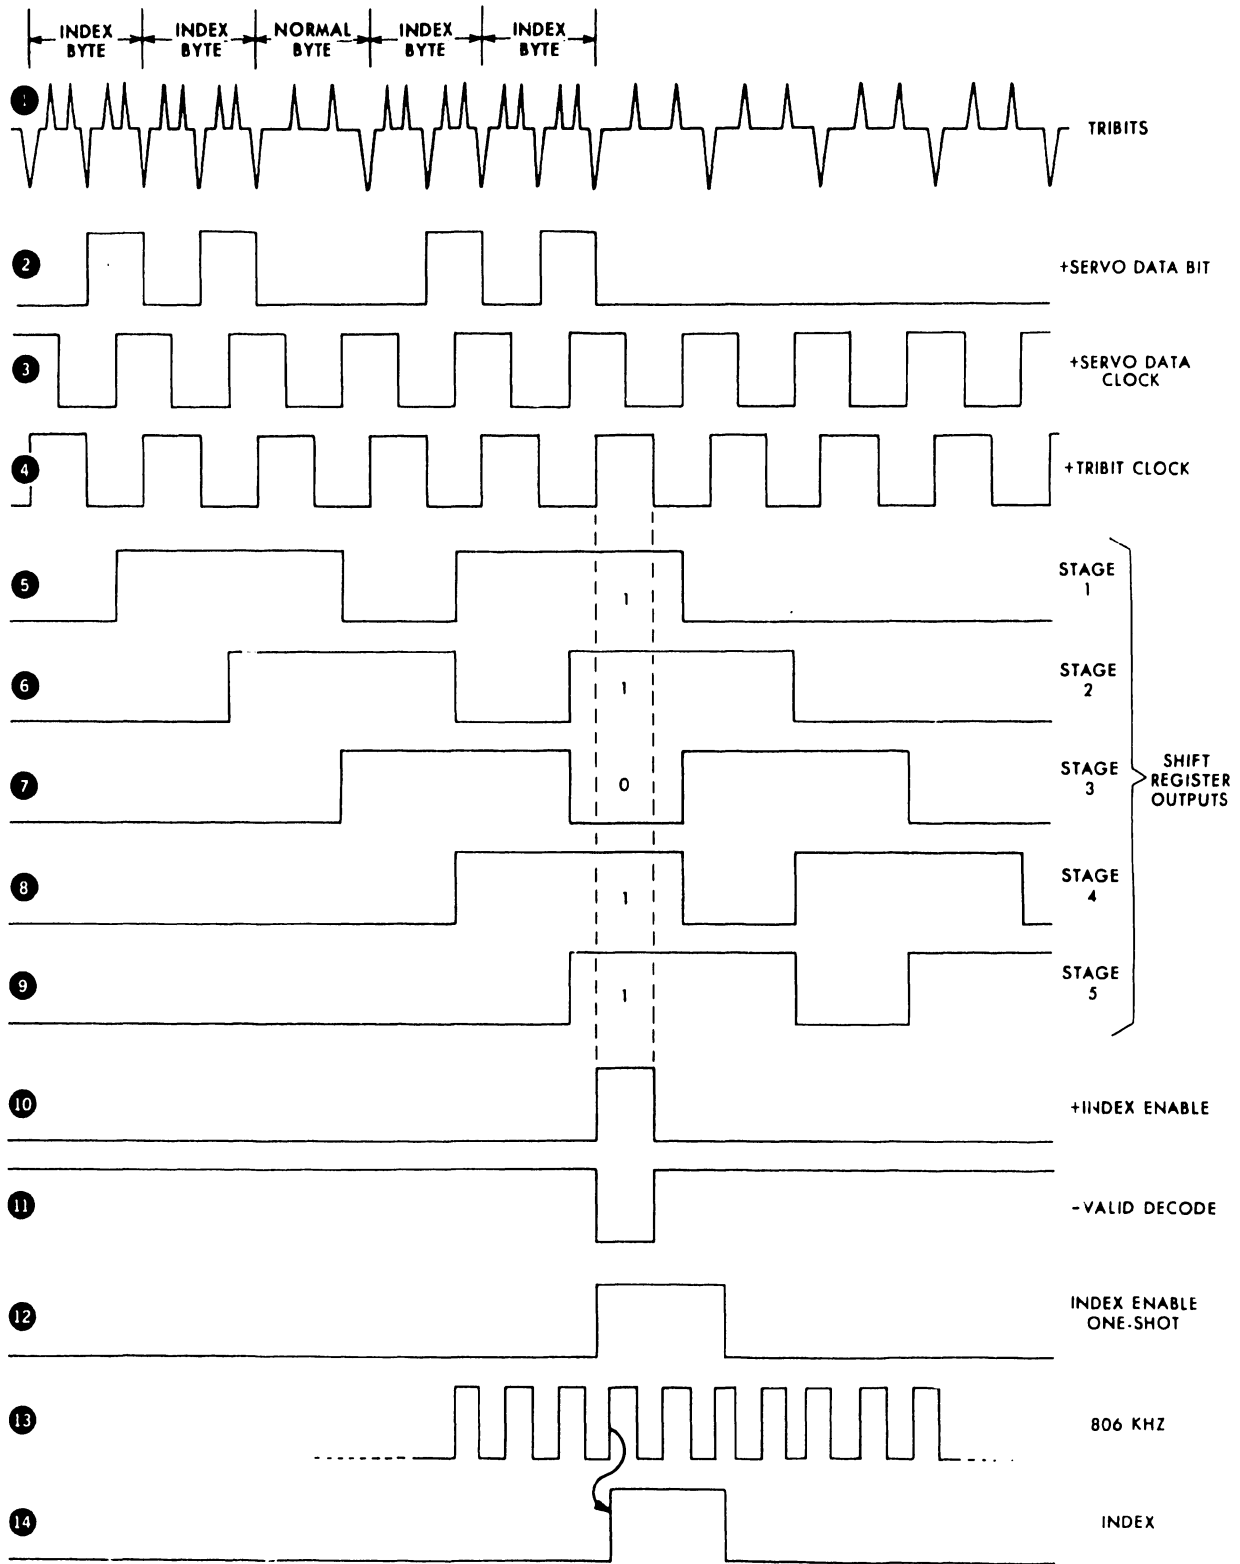 INDEX BYTE
INDEX BYTE
NORMAL BYTE
INDEX BYTE
INDEX BYTE
1
TRIBITS
2
+SERVO DATA BIT
3
+SERVO DATA
CLOCK
4
+TRIBIT CLOCK
5
1
STAGE
1
6
1
STAGE
2
7
0
STAGE
3
SHIFT
REGISTER
OUTPUTS
8
1
STAGE
4
9
1
STAGE
5
10
+INDEX ENABLE
11
-VALID DECODE
12
INDEX ENABLE
ONE-SHOT
13
806 KHZ
14
INDEX